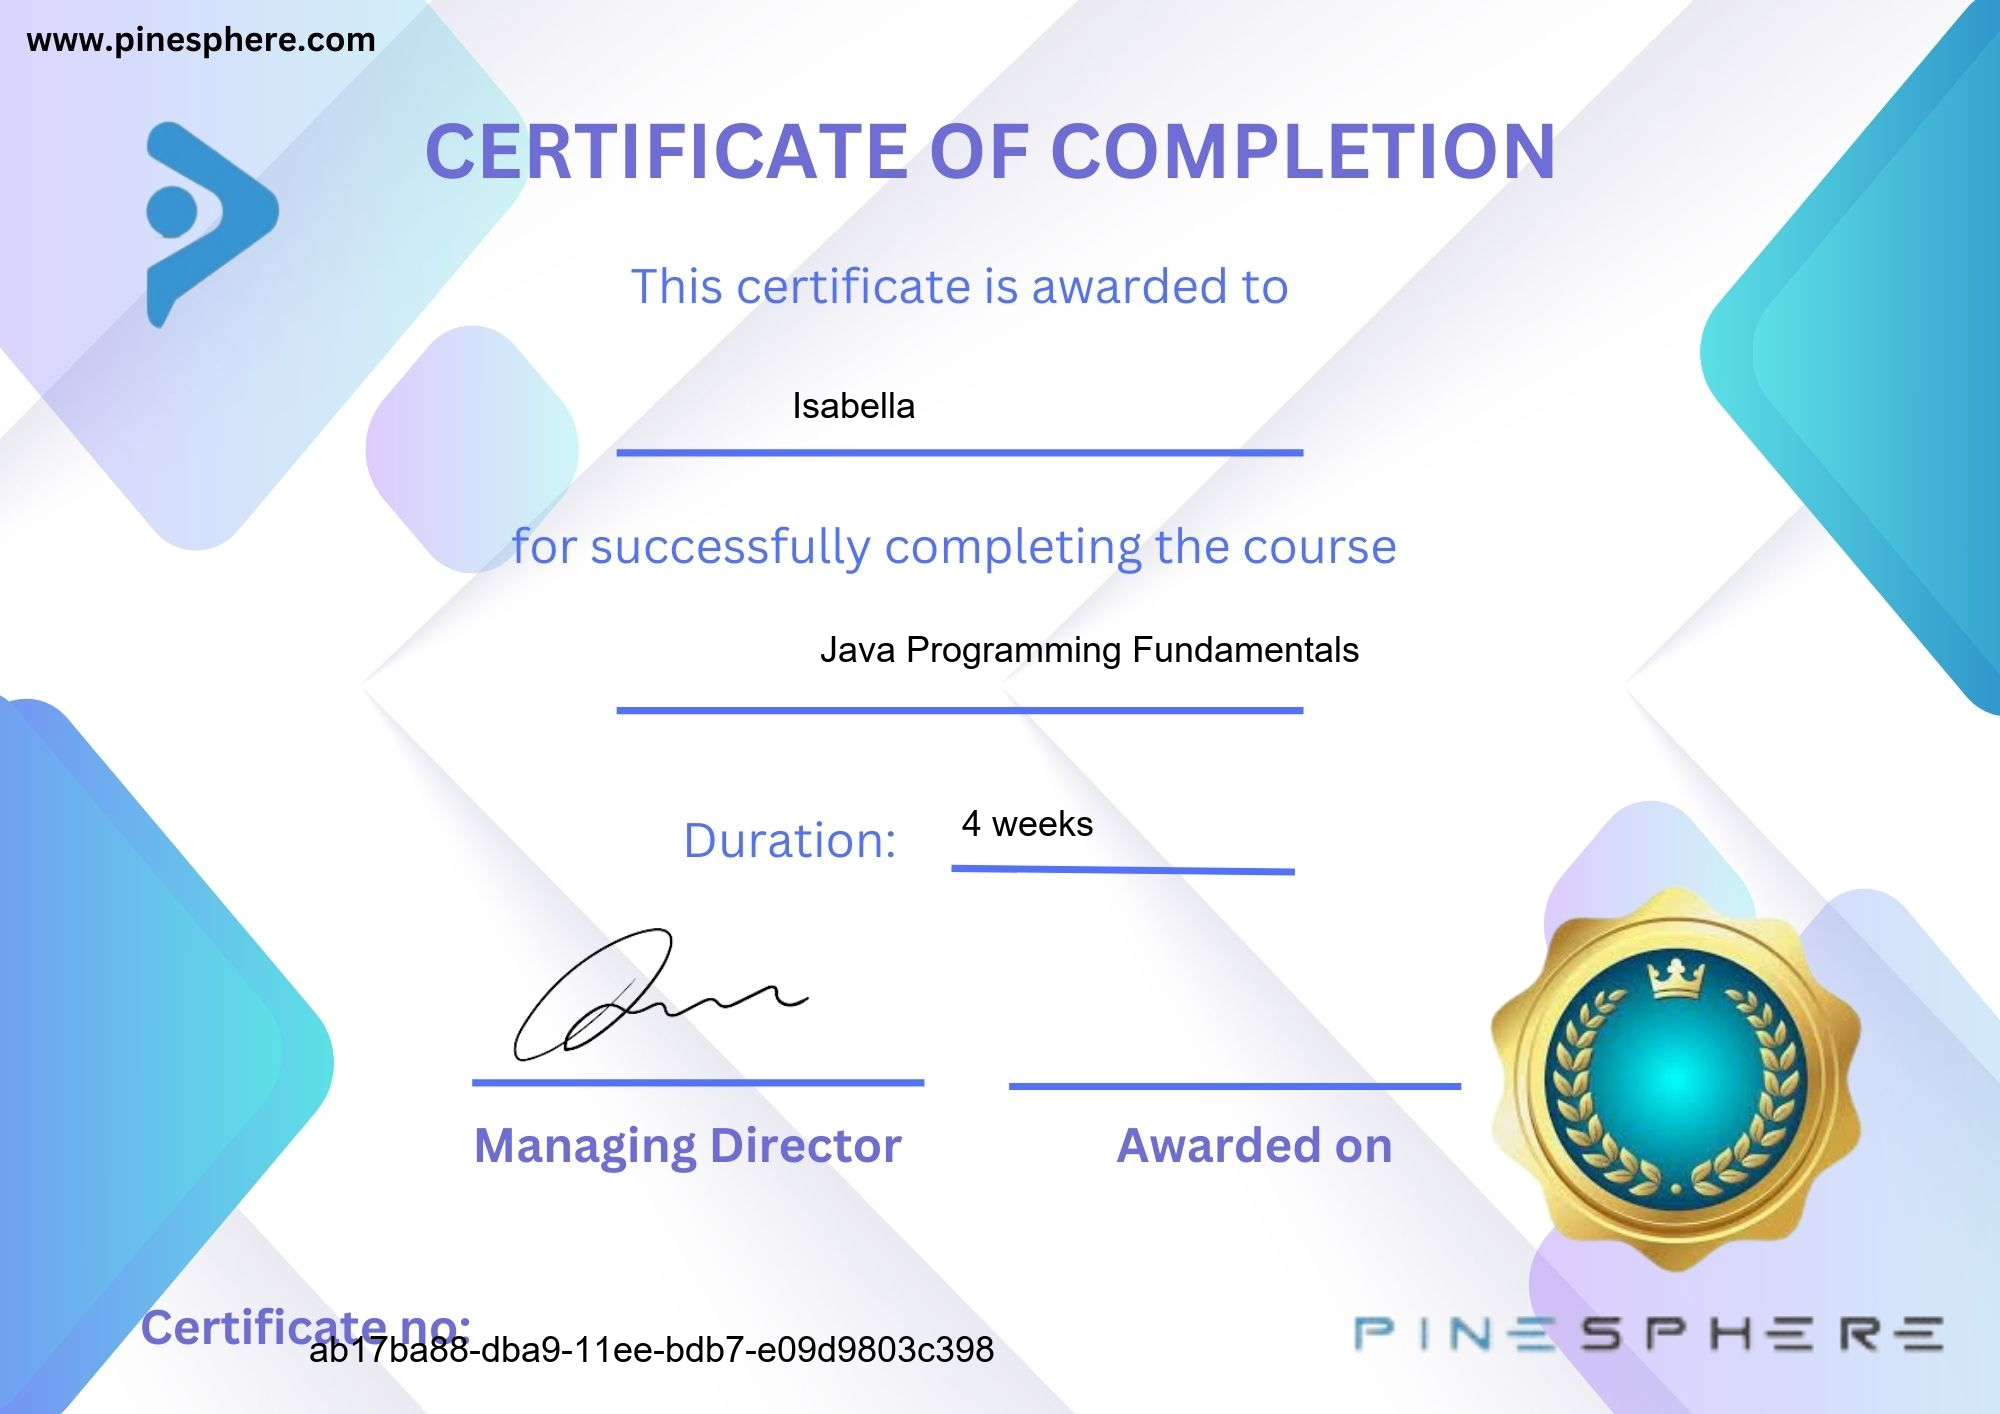 www.pinesphere.com
CERTIFICATE OF COMPLETION
This certificate is awarded to
Isabella
for successfully completing the course
Java Programming Fundamentals
Duration: 4 weeks
Managing Director
Awarded on
Certificate no:
ab17ba88-dba9-11ee-bdb7-e09d9803c398
PINESPHERE